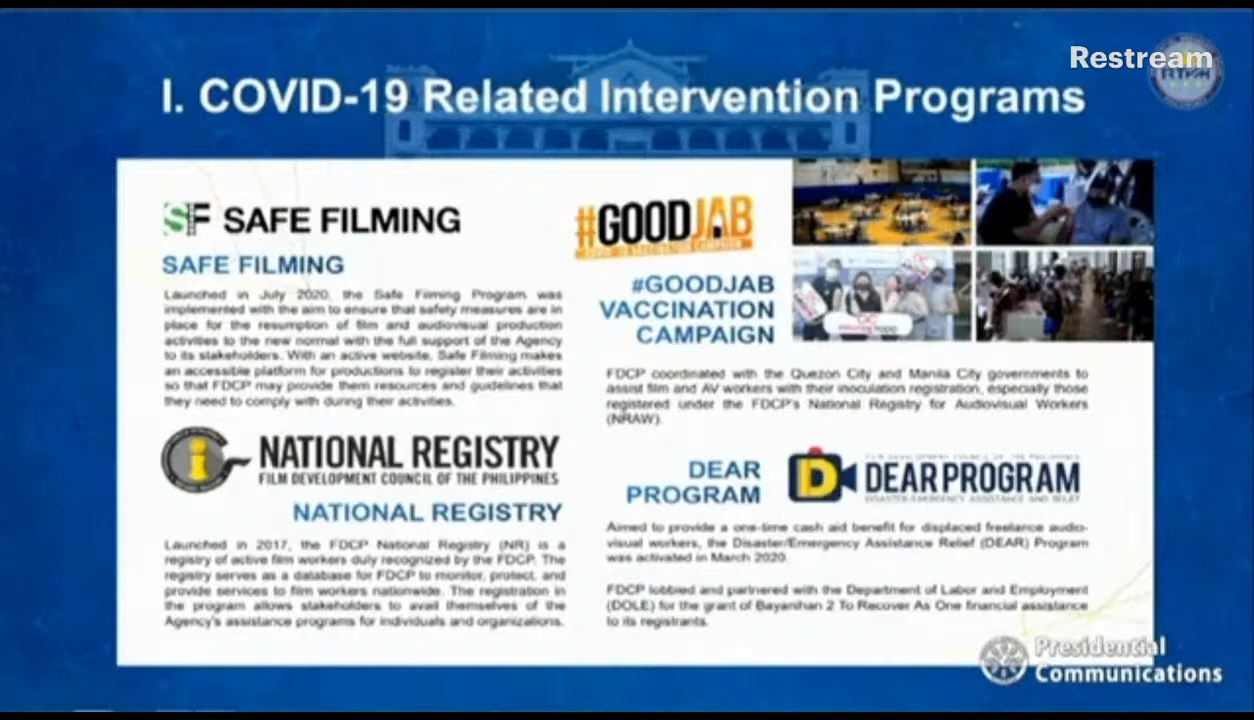 Restream
RTVM
I. COVID-19 Related Intervention Programs
SF SAFE FILMING
SAFE FILMING
Launched in July 2020, the Safe Filming Program was
implemented with the aim to ensure that safety measures are in
place for the resumption of film and audiovisual production
activities to the new normal with the full support of the Agency
to its stakeholders. With an active website, Safe Filming makes
an accessible platform for productions to register their activities
so that FDCP may provide them resources and guidelines that
they need to comply with during their activities.
NATIONAL REGISTRY
FILM DEVELOPMENT COUNCIL OF THE PHILIPPINES
NATIONAL REGISTRY
Launched in 2017, the FDCP National Registry (NR) is a
registry of active film workers duly recognized by the FDCP. The
registry serves as a database for FDCP to monitor, protect, and
provide services to film workers nationwide. The registration in
the program allows stakeholders to avail themselves of the
Agency's assistance programs for individuals and organizations.
#GOODJAB
COVID-19 VACCINATION CAMPAIGN
#GOODJAB
VACCINATION
CAMPAIGN
FDCP coordinated with the Quezon City and Manila City governments to
assist film and AV workers with their inoculation registration, especially those
registered under the FDCP's National Registry for Audiovisual Workers
(NRAW).
DEAR
PROGRAM
D
FILM DEVELOPMENT COUNCIL OF THE PHILIPPINES
DEAR PROGRAM
DISASTER/EMERGENCY ASSISTANCE AND RELIEF
Aimed to provide a one-time cash aid benefit for displaced freelance audio-
visual workers, the Disaster/Emergency Assistance Relief (DEAR) Program
was activated in March 2020.
FDCP lobbied and partnered with the Department of Labor and Employment
(DOLE) for the grant of Bayanihan 2 To Recover As One financial assistance
to its registrants.
Presidential
Communications